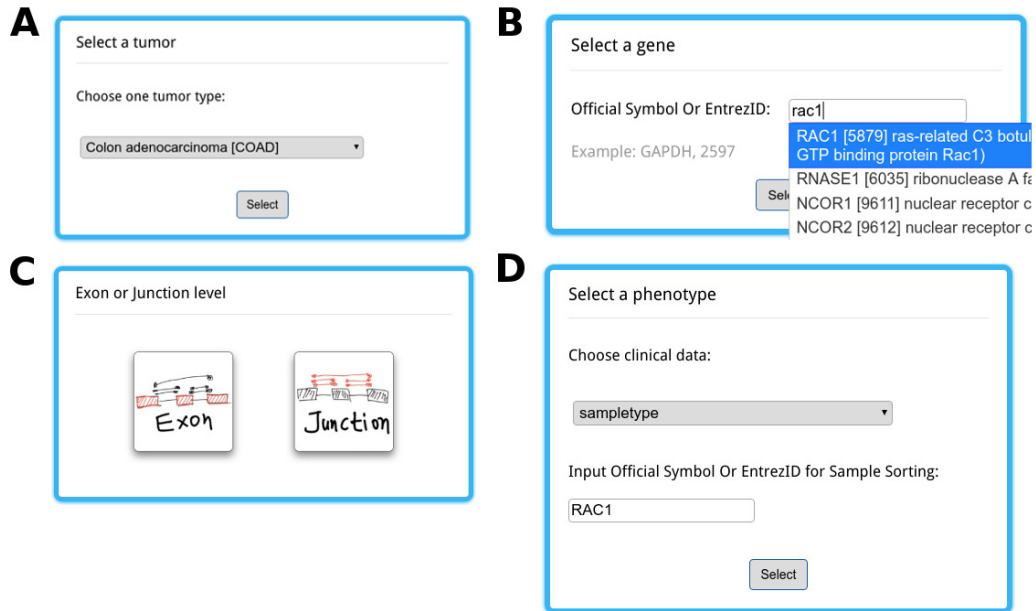 A
Select a tumor
Choose one tumor type:
Colon adenocarcinoma [COAD]
Select
B
Select a gene
Official Symbol Or EntrezID:
rac1
Example: GAPDH, 2597
RAC1 [5879] ras-related C3 botul
GTP binding protein Rac1)
RNASE1 [6035] ribonuclease A fa
NCOR1 [9611] nuclear receptor c
NCOR2 [9612] nuclear receptor c
Sele
C
Exon or Junction level
Exon
Junction
D
Select a phenotype
Choose clinical data:
sampletype
Input Official Symbol Or EntrezID for Sample Sorting:
RAC1
Select